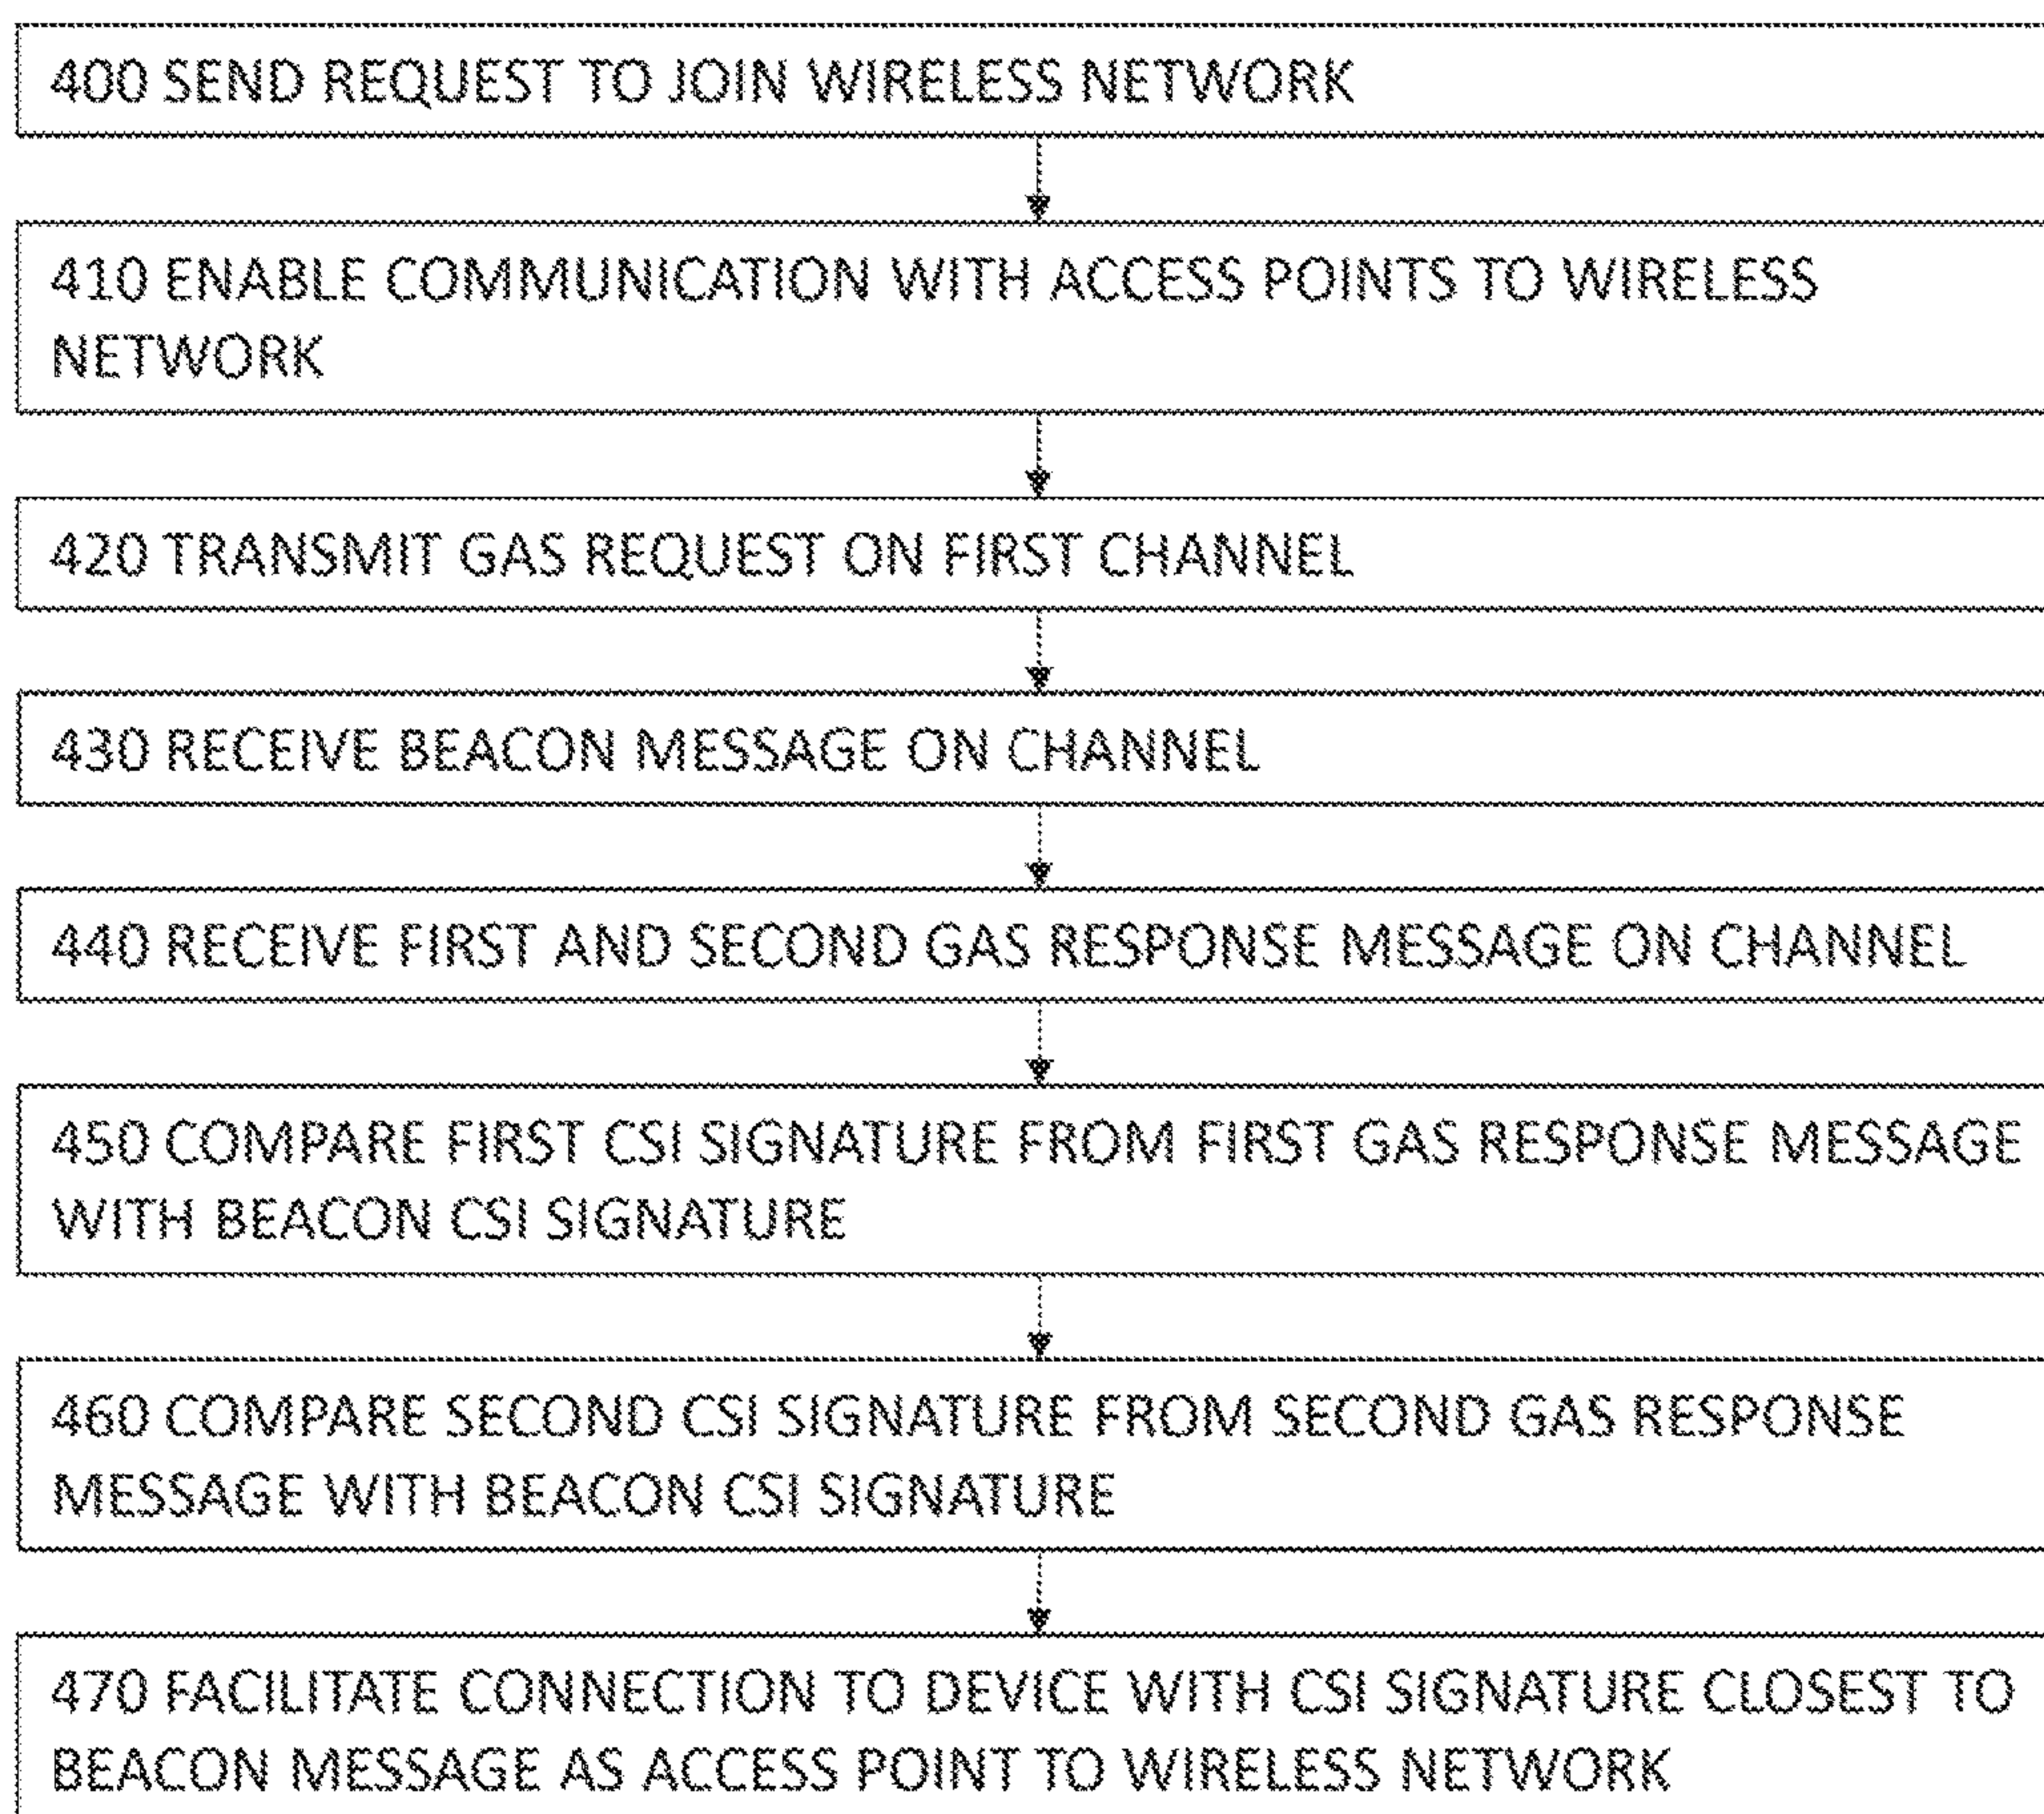 400 SEND REQUEST TO JOIN WIRELESS NETWORK
410 ENABLE COMMUNICATION WITH ACCESS POINTS TO WIRELESS
NETWORK
420 TRANSMIT GAS REQUEST ON FIRST CHANNEL
430 RECEIVE BEACON MESSAGE ON CHANNEL
440 RECEIVE FIRST AND SECOND GAS RESPONSE MESSAGE ON CHANNEL
450 COMPARE FIRST CSI SIGNATURE FROM FIRST GAS RESPONSE MESSAGE
WITH BEACON CSI SIGNATURE
460 COMPARE SECOND CSI SIGNATURE FROM SECOND GAS RESPONSE
MESSAGE WITH BEACON CSI SIGNATURE
470 FACILITATE CONNECTION TO DEVICE WITH CSI SIGNATURE CLOSEST TO
BEACON MESSAGE AS ACCESS POINT TO WIRELESS NETWORK